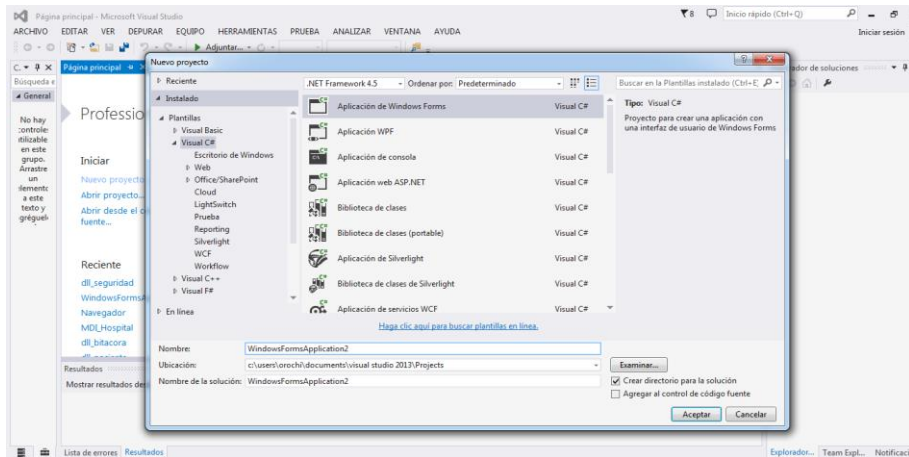 Página principal - Microsoft Visual Studio
8
Inicio rápido (Ctrl+Q)
ARCHIVO EDITAR VER DEPURAR EQUIPO HERRAMIENTAS PRUEBA ANALIZAR VENTANA AYUDA
Iniciar sesión
Adjuntar...
Página principal
Búsqueda e
General
No hay
en este
grupo.
Arrastre
un
a este
texto y
Professio
Iniciar
Nuevo proyecto
Abrir proyecto...
Abrir desde el
fuente...
Reciente
dll_seguridad
WindowsFormsA
Navegador
MDI_Hospital
dll_bitacora
Resultados
Mostrar resultados de
Nuevo proyecto
Reciente
Instalado
Plantillas
Visual Basic
Visual C#
Escritorio de Windows
Web
Office/SharePoint
Cloud
LightSwitch
Prueba
Reporting
Silverlight
WCF
Workflow
Visual C++
Visual F#
En línea
.NET Framework 4.5 Ordenar por: Predeterminado
Buscar en la Plantillas instalado (Ctrl+E)
Aplicación de Windows Forms Visual C#
Aplicación WPF Visual C#
Aplicación de consola Visual C#
Aplicación web ASP.NET Visual C#
Biblioteca de clases Visual C#
Biblioteca de clases (portable) Visual C#
Aplicación de Silverlight Visual C#
Biblioteca de clases de Silverlight Visual C#
Aplicación de servicios WCF Visual C#
Haga clic aquí para buscar plantillas en línea.
Tipo: Visual C#
Proyecto para crear una aplicación con
una interfaz de usuario de Windows Forms
Nombre: WindowsFormsApplication2
Ubicación: c:\users\orochi\documents\visual studio 2013\Projects
Examinar...
Nombre de la solución: WindowsFormsApplication2
Crear directorio para la solución
Agregar al control de código fuente
Aceptar Cancelar
ador de soluciones
Lista de errores Resultados
Explorador... Team Expl... Notificaci